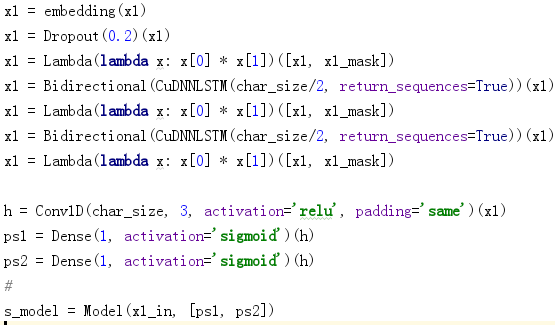 x1 = embedding(x1)
x1 = Dropout(0.2)(x1)
x1 = Lambda(lambda x: x[0] * x[1])([x1, x1_mask])
x1 = Bidirectional(CuDNNLSTM(char_size/2, return_sequences=True))(x1)
x1 = Lambda(lambda x: x[0] * x[1])([x1, x1_mask])
x1 = Bidirectional(CuDNNLSTM(char_size/2, return_sequences=True))(x1)
x1 = Lambda(lambda x: x[0] * x[1])([x1, x1_mask])
h = Conv1D(char_size, 3, activation='relu', padding='same')(x1)
ps1 = Dense(1, activation='sigmoid')(h)
ps2 = Dense(1, activation='sigmoid')(h)
#
s_model = Model(x1_in, [ps1, ps2])